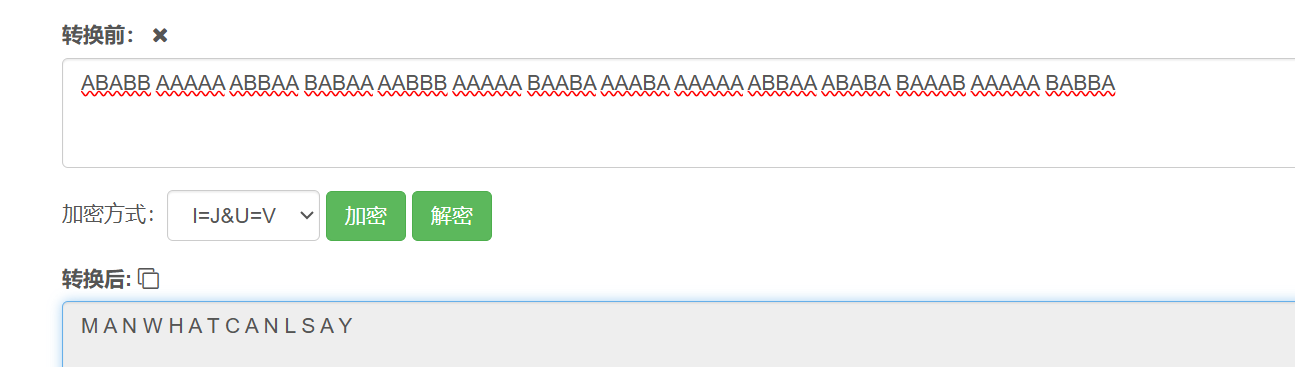 转换前： ✖
ABABB AAAAA ABBAA BABAA AABBB AAAAA BAABA AAABA AAAAA ABBAA ABABA BAAAB AAAAA BABBA
加密方式： I=J&U=V 加密 解密
转换后:
M A N W H A T C A N L S A Y